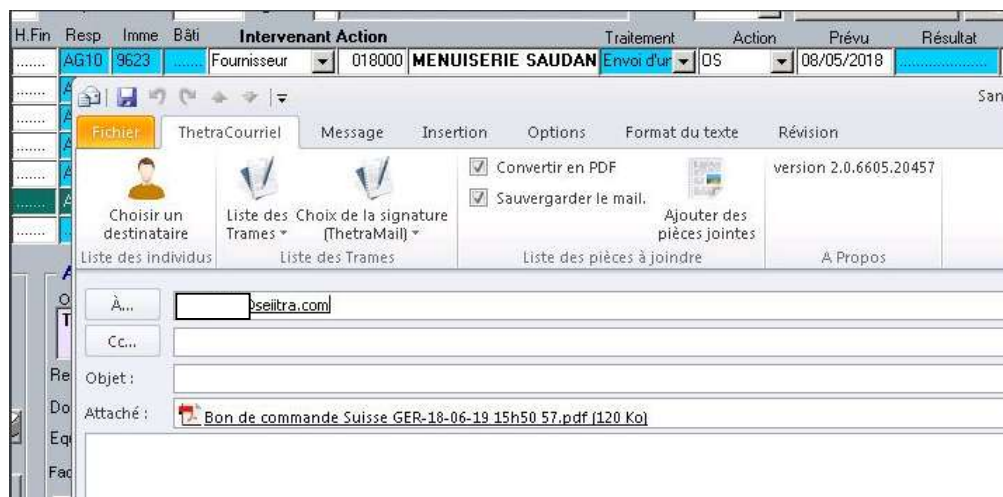 H.Fin Resp Imme Bâti Intervenant Action Traitement Action Prévu Résultat
....... AG10 9623 ....... Fournisseur 018000 MENUISERIE SAUDAN Envoi d'ur OS 08/05/2018 .....................
San
Fichier ThetraCourriel Message Insertion Options Format du texte Révision
Convertir en PDF version 2.0.6605.20457
Sauvergarder le mail.
Choisir un Liste des Choix de la signature Ajouter des
destinataire Trames (ThetraMail) pièces jointes
Liste des individus Liste des Trames Liste des pièces à joindre A Propos
À... @seiitra.com
Cc...
Re Objet :
Do Attaché : Bon de commande Suisse GER-18-06-19 15h50 57.pdf (120 Ko)
Equ
Fac